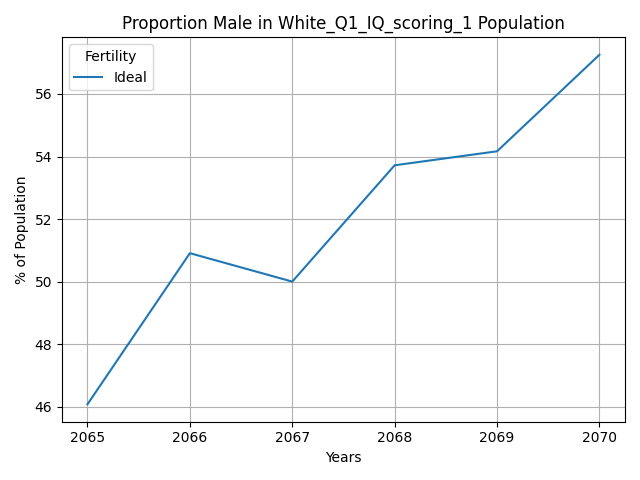 Proportion Male in White_Q1_IQ_scoring_1 Population
Fertility
Ideal
% of Population
56
54
52
50
48
46
2065 2066 2067 2068 2069 2070
Years